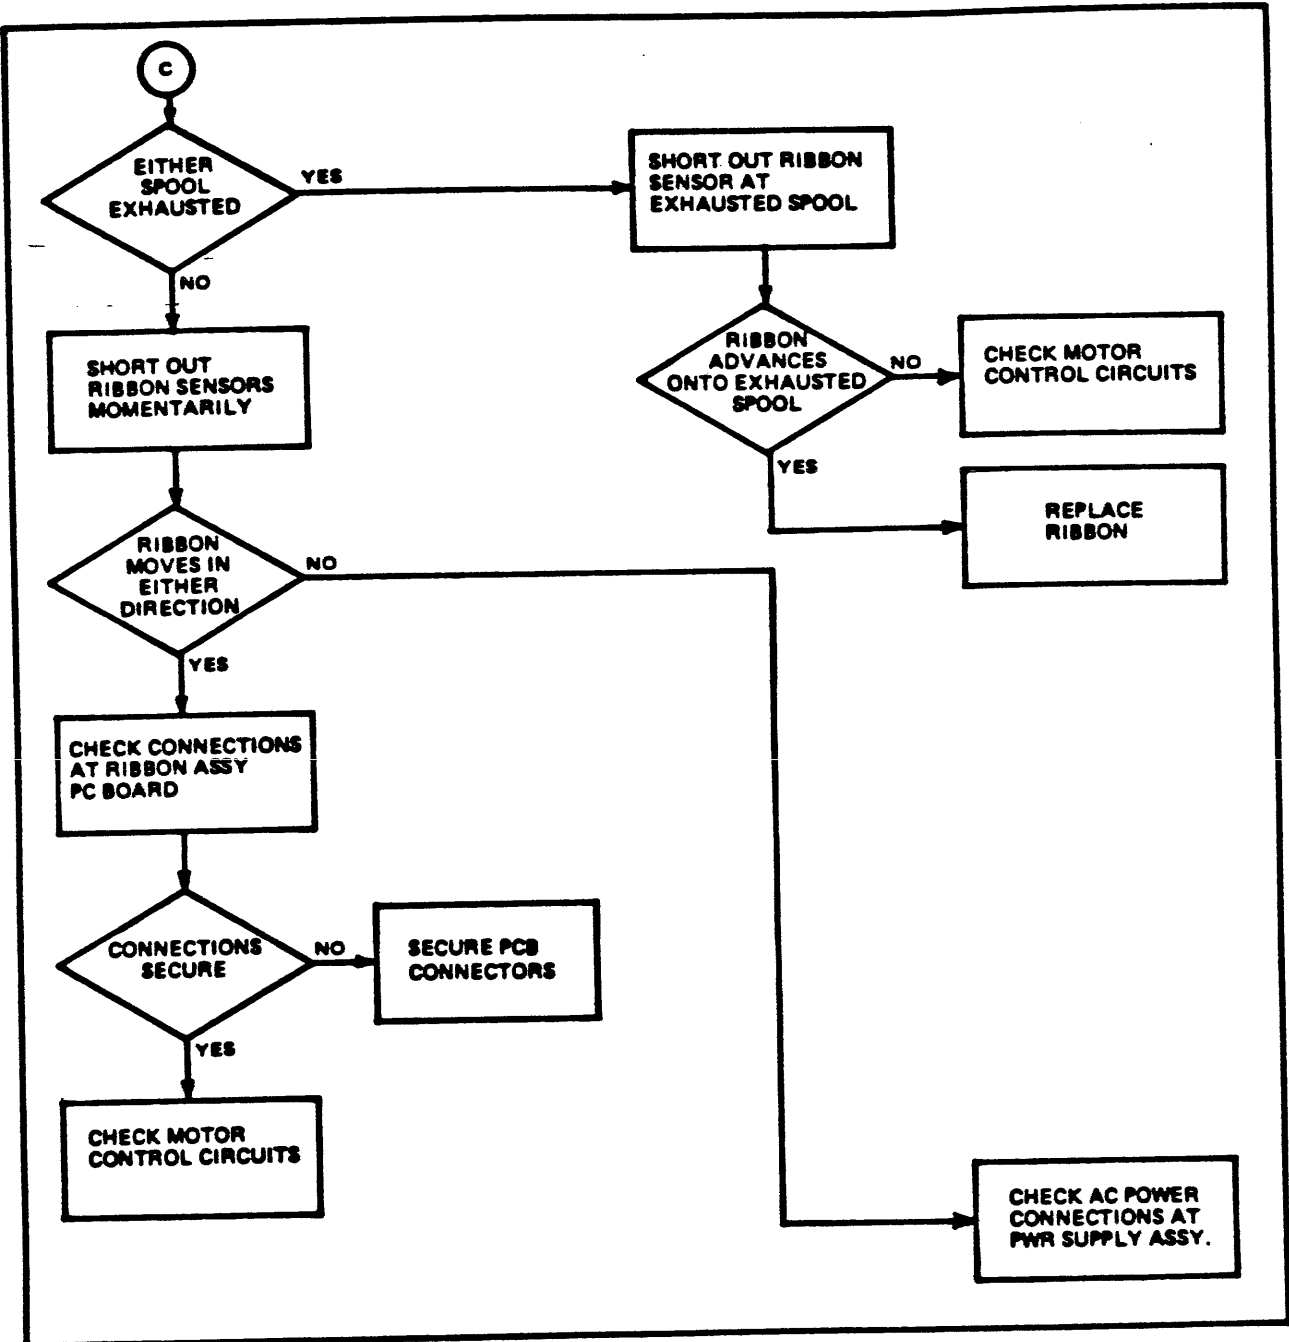 C
EITHER
SPOOL
EXHAUSTED
YES
NO
SHORT OUT RIBBON
SENSOR AT
EXHAUSTED SPOOL
RIBBON
ADVANCES
ONTO EXHAUSTED
SPOOL
NO
YES
CHECK MOTOR
CONTROL CIRCUITS
REPLACE
RIBBON
SHORT OUT
RIBBON SENSORS
MOMENTARILY
RIBBON
MOVES IN
EITHER
DIRECTION
NO
YES
CHECK CONNECTIONS
AT RIBBON ASSY
PC BOARD
CONNECTIONS
SECURE
NO
YES
SECURE PCB
CONNECTORS
CHECK MOTOR
CONTROL CIRCUITS
CHECK AC POWER
CONNECTIONS AT
PWR SUPPLY ASSY.